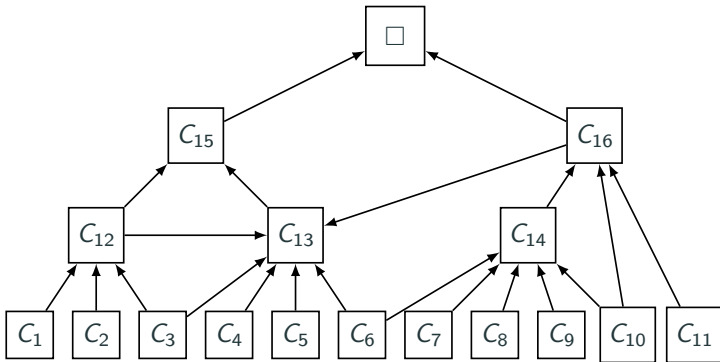 □
C₁₅ C₁₆
C₁₂ C₁₃ C₁₄
C₁ C₂ C₃ C₄ C₅ C₆ C₇ C₈ C₉ C₁₀ C₁₁